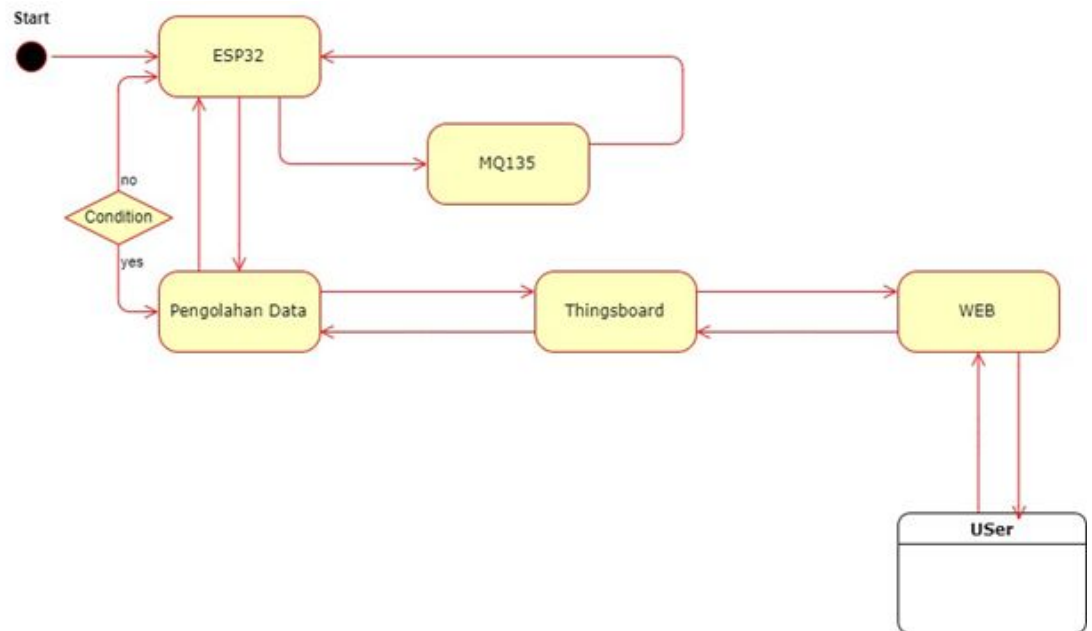 Start
ESP32
MQ135
no
Condition
yes
Pengolahan Data
Thingsboard
WEB
USer